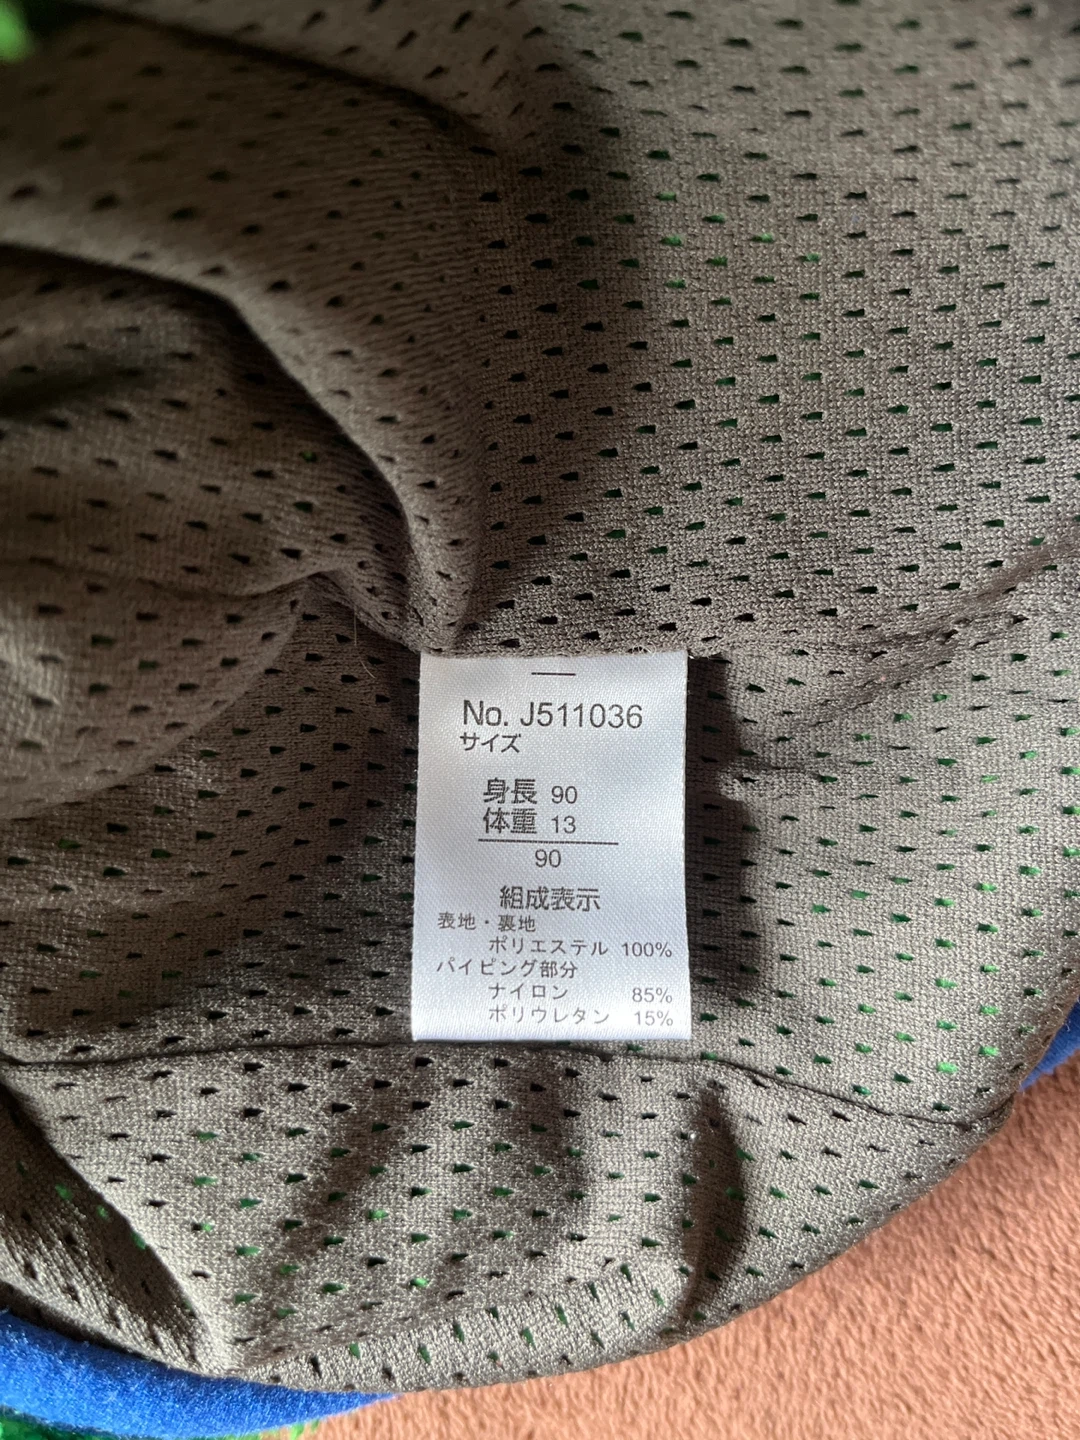 No. J511036
サイズ
身長 90
体重 13
90
組成表示
表地・裏地
ポリエステル 100%
パイピング部分
ナイロン 85%
ポリウレタン 15%